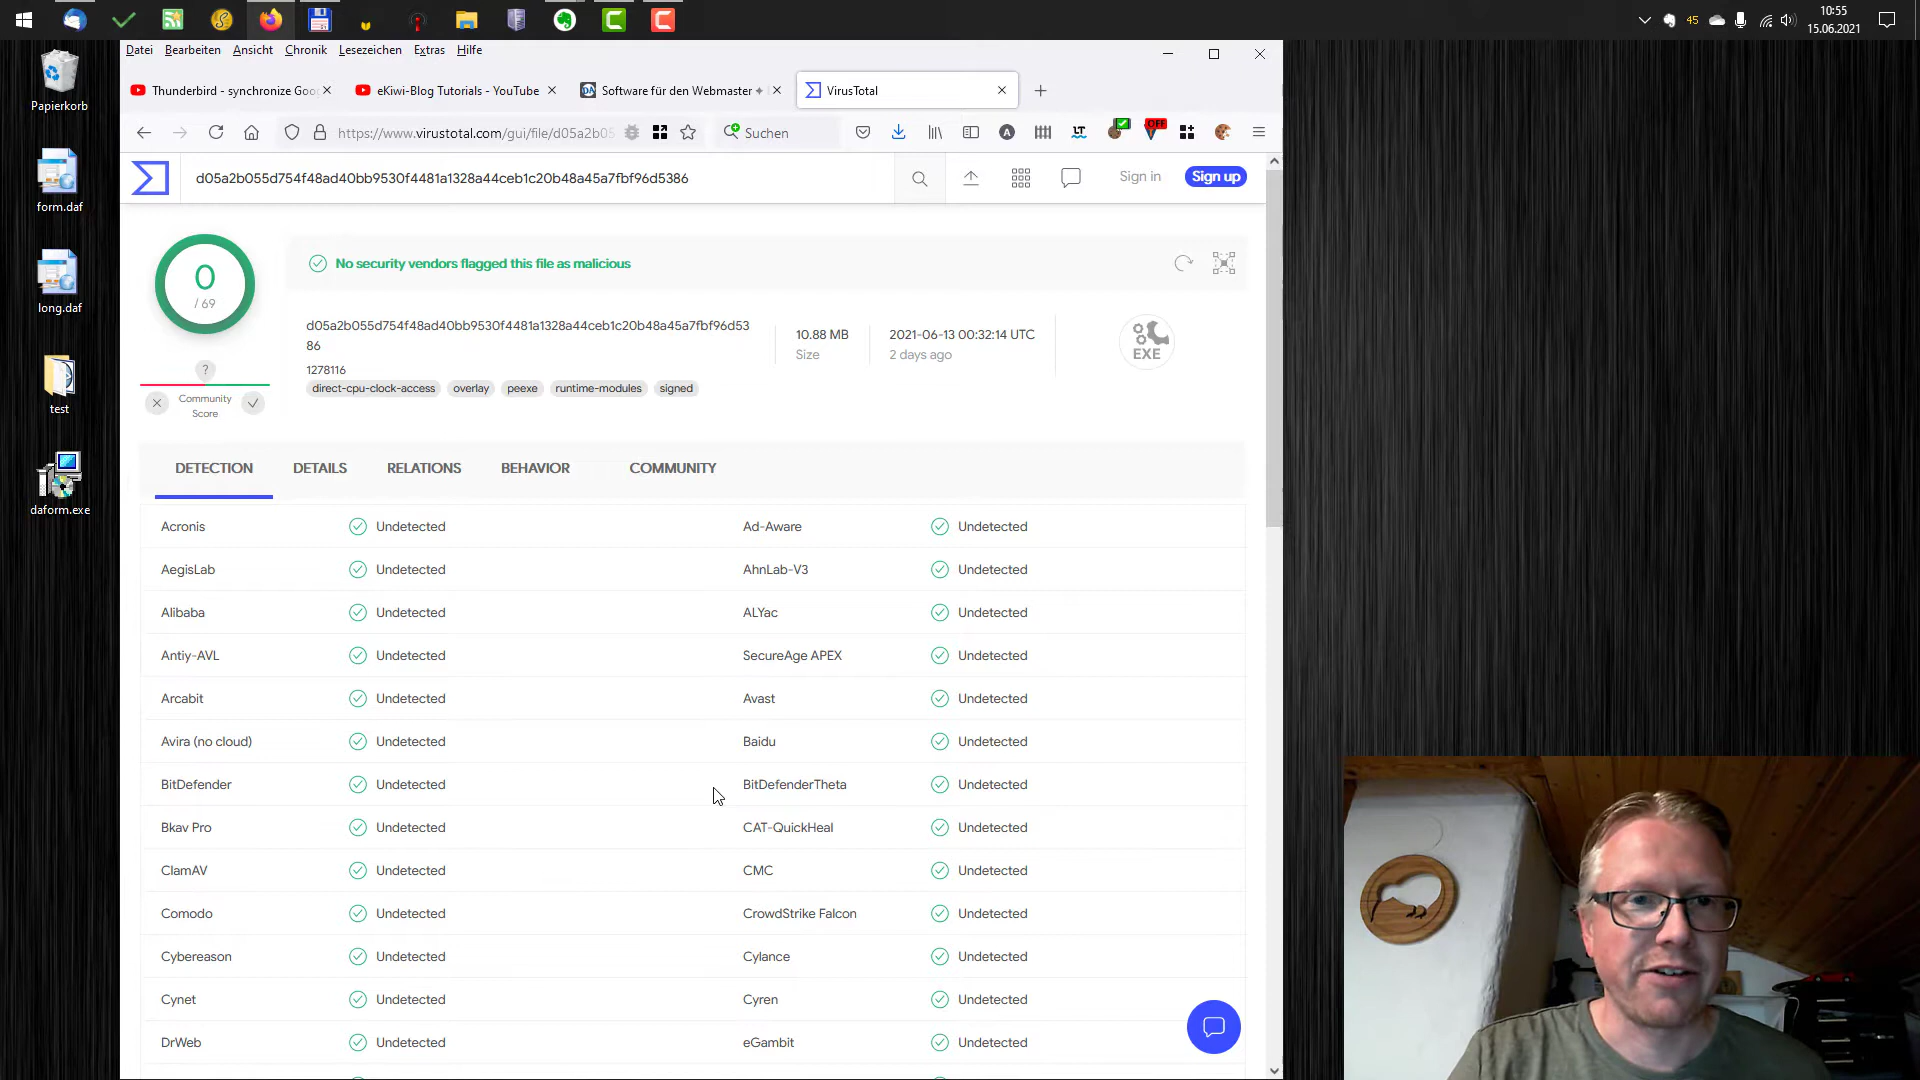 10:55
45
15.06.2021
Datei Bearbeiten Ansicht Chronik Lesezeichen Extras Hilfe
Papierkorb
Thunderbird - synchronize Goo
eKiwi-Blog Tutorials - YouTube
Software für den Webmaster
VirusTotal
https://www.virustotal.com/gui/file/d05a2b05
Suchen
A
LT
OFF
form.daf
d05a2b055d754f48ad40bb9530f4481a1328a44ceb1c20b48a45a7fbf96d5386
Sign in
Sign up
long.daf
0
/ 69
No security vendors flagged this file as malicious
d05a2b055d754f48ad40bb9530f4481a1328a44ceb1c20b48a45a7fbf96d53
86
1278116
10.88 MB
Size
2021-06-13 00:32:14 UTC
2 days ago
EXE
direct-cpu-clock-access overlay peexe runtime-modules signed
?
Community
Score
test
DETECTION DETAILS RELATIONS BEHAVIOR COMMUNITY
daform.exe
Acronis Undetected Ad-Aware Undetected
AegisLab Undetected AhnLab-V3 Undetected
Alibaba Undetected ALYac Undetected
Antiy-AVL Undetected SecureAge APEX Undetected
Arcabit Undetected Avast Undetected
Avira (no cloud) Undetected Baidu Undetected
BitDefender Undetected BitDefenderTheta Undetected
Bkav Pro Undetected CAT-QuickHeal Undetected
ClamAV Undetected CMC Undetected
Comodo Undetected CrowdStrike Falcon Undetected
Cybereason Undetected Cylance Undetected
Cynet Undetected Cyren Undetected
DrWeb Undetected eGambit Undetected